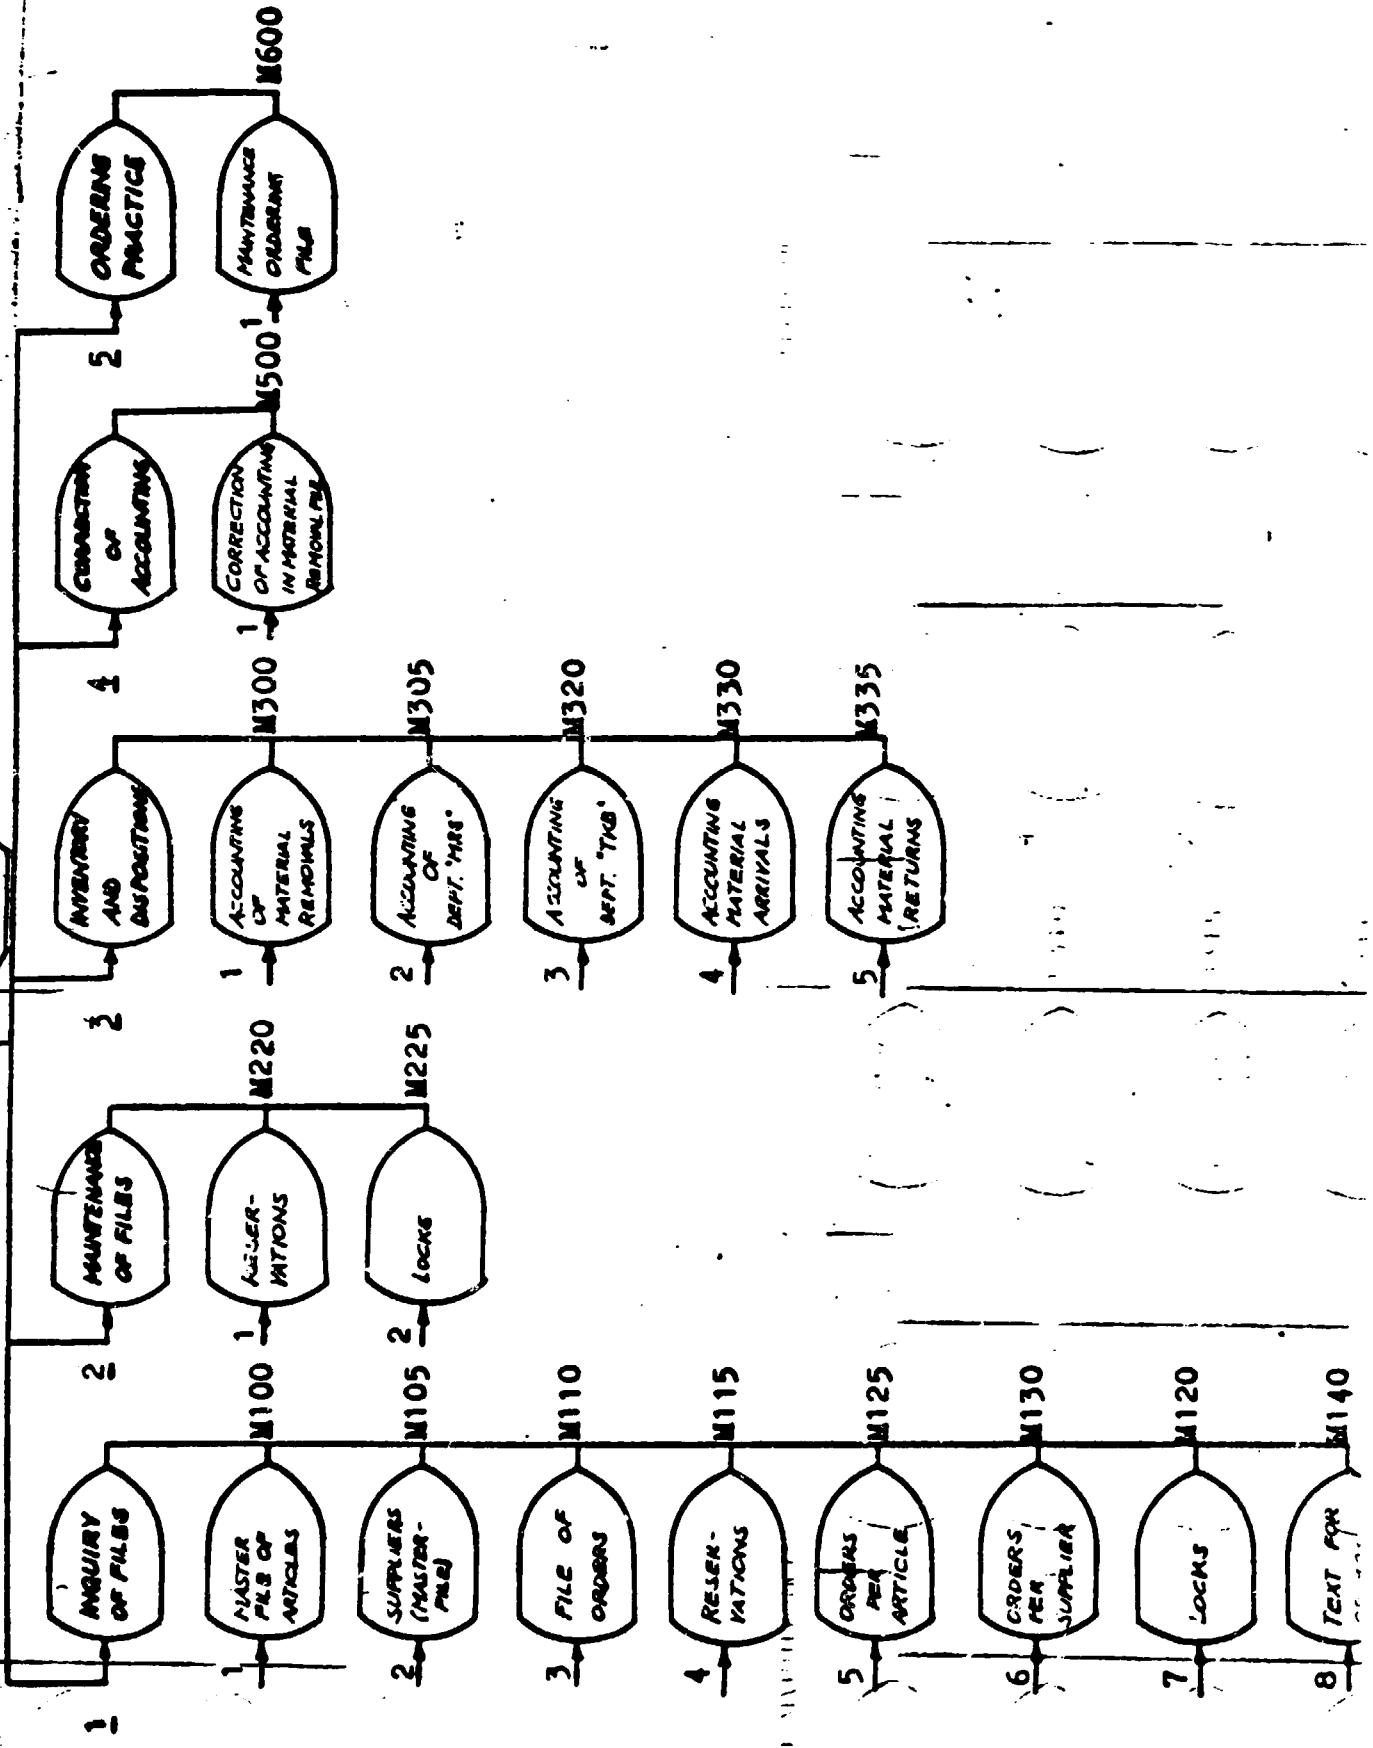 1
INQUIRY
OF FILES
1
MASTER
FILE OF
ARTICLES
M100
2
SUPPLIERS
(MASTER-
FILE)
M105
3
FILE OF
ORDERS
M110
4
RESER-
VATIONS
M115
5
ORDERS
PER
ARTICLE
M125
6
ORDERS
PER
SUPPLIER
M130
7
LOCKS
M120
8
TEXT FOR
M140
2
MAINTENANCE
OF FILES
1
RESER-
VATIONS
M220
2
LOCKS
M225
3
INVENTORY
AND
DISPOSITIONS
1
ACCOUNTING
OF
MATERIAL
REMOVALS
M300
2
ACCOUNTING
OF
DEPT. "MRS"
M305
3
ACCOUNTING
OF
DEPT. "TKB"
M320
4
ACCOUNTING
MATERIAL
ARRIVALS
M330
5
ACCOUNTING
MATERIAL
(RETURNS
M335
4
CORRECTION
OF
ACCOUNTING
1
CORRECTION
OF ACCOUNTING
IN MATERIAL
REMOVAL FILE
M500
5
ORDERING
PRACTICE
1
MAINTENANCE
ORDERING
FILE
M600